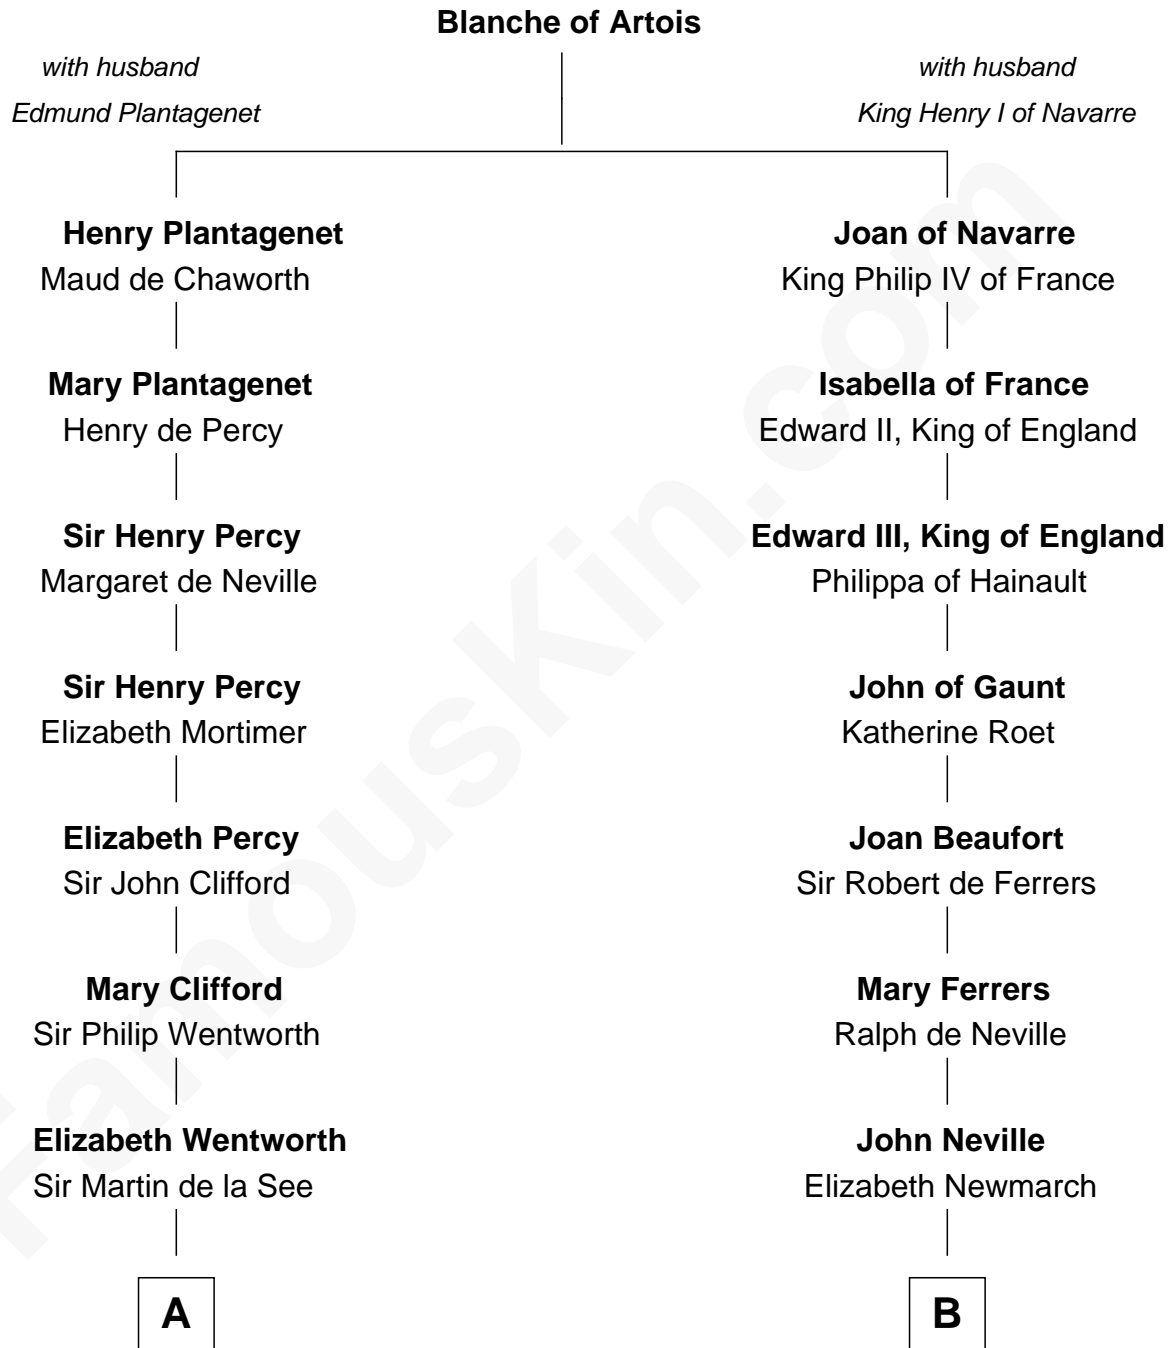 Blanche of Artois
with husband
Edmund Plantagenet
with husband
King Henry I of Navarre
Henry Plantagenet
Maud de Chaworth
Mary Plantagenet
Henry de Percy
Sir Henry Percy
Margaret de Neville
Sir Henry Percy
Elizabeth Mortimer
Elizabeth Percy
Sir John Clifford
Mary Clifford
Sir Philip Wentworth
Elizabeth Wentworth
Sir Martin de la See
A
Joan of Navarre
King Philip IV of France
Isabella of France
Edward II, King of England
Edward III, King of England
Philippa of Hainault
John of Gaunt
Katherine Roet
Joan Beaufort
Sir Robert de Ferrers
Mary Ferrers
Ralph de Neville
John Neville
Elizabeth Newmarch
B
FamousKin.com